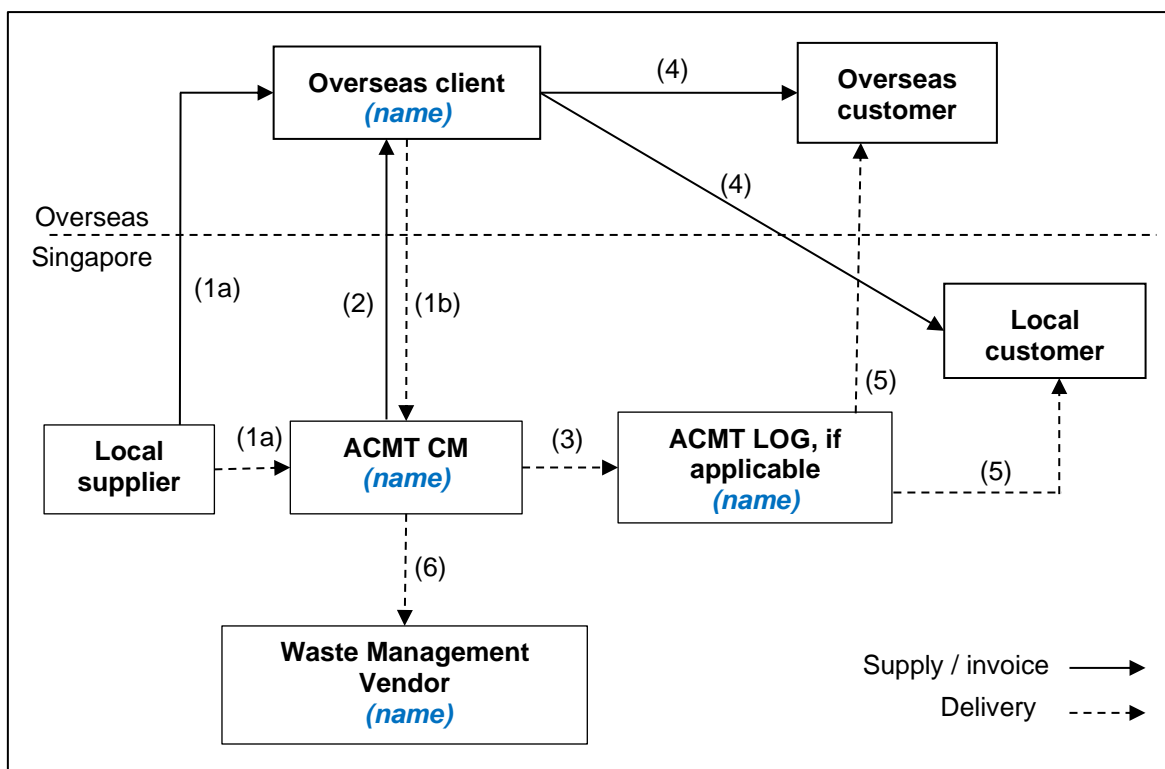 Overseas client
(name)
(4)
Overseas
customer
(4)
Overseas
Singapore
(1a)
(2)
(1b)
Local
customer
(5)
Local
supplier
(1a)
ACMT CM
(name)
(3)
ACMT LOG, if
applicable
(name)
(5)
(6)
Waste Management
Vendor
(name)
Supply / invoice
Delivery